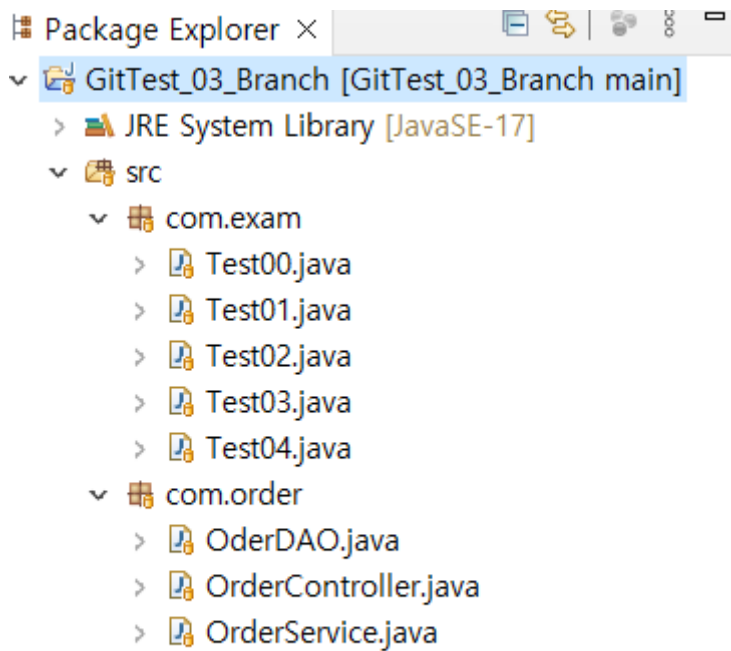 Package Explorer
GitTest_03_Branch [GitTest_03_Branch main]
JRE System Library [JavaSE-17]
src
com.exam
Test00.java
Test01.java
Test02.java
Test03.java
Test04.java
com.order
OderDAO.java
OrderController.java
OrderService.java